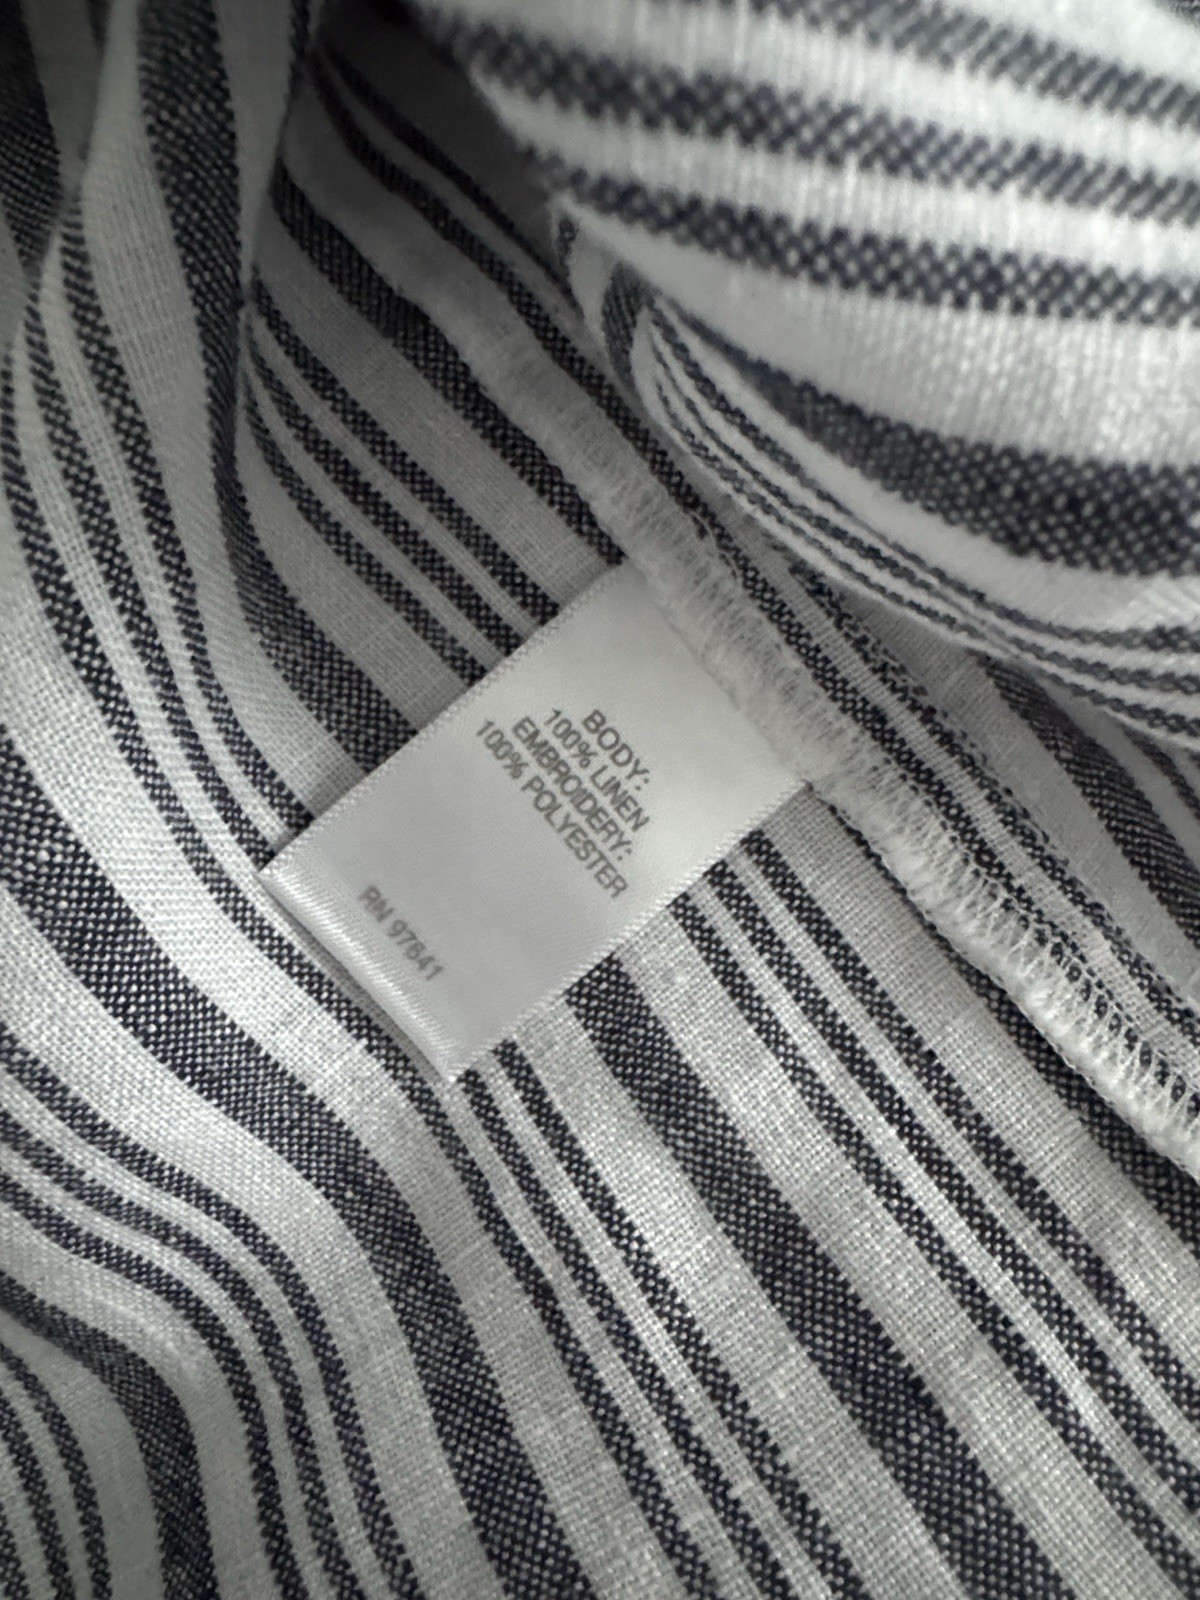 BODY:
100% LINEN
EMBROIDERY:
100% POLYESTER
RN 97641